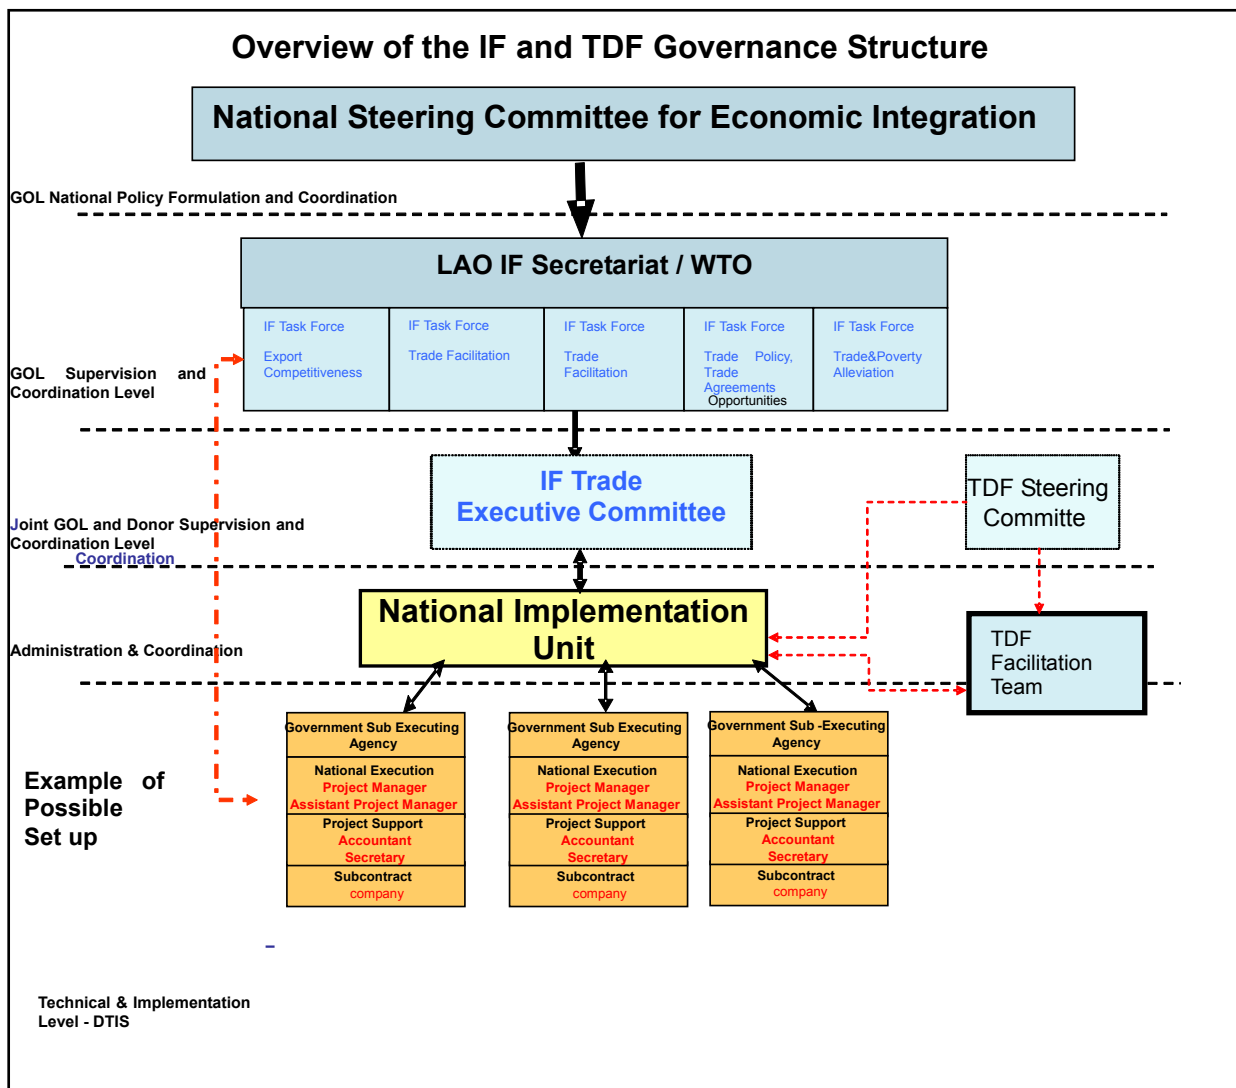 Overview of the IF and TDF Governance Structure
National Steering Committee for Economic Integration
GOL National Policy Formulation and Coordination
LAO IF Secretariat / WTO
IF Task Force
Export
Competitiveness
IF Task Force
Trade Facilitation
IF Task Force
Trade
Facilitation
IF Task Force
Trade Policy,
Trade
Agreements
Opportunities
IF Task Force
Trade&Poverty
Alleviation
GOL Supervision and
Coordination Level
IF Trade
Executive Committee
TDF Steering
Committe
Joint GOL and Donor Supervision and
Coordination Level
Coordination
National Implementation
Unit
TDF
Facilitation
Team
Administration & Coordination
Government Sub Executing
Agency
National Execution
Project Manager
Assistant Project Manager
Project Support
Accountant
Secretary
Subcontract
company
Government Sub Executing
Agency
National Execution
Project Manager
Assistant Project Manager
Project Support
Accountant
Secretary
Subcontract
company
Government Sub -Executing
Agency
National Execution
Project Manager
Assistant Project Manager
Project Support
Accountant
Secretary
Subcontract
company
Example of
Possible
Set up
Technical & Implementation
Level - DTIS